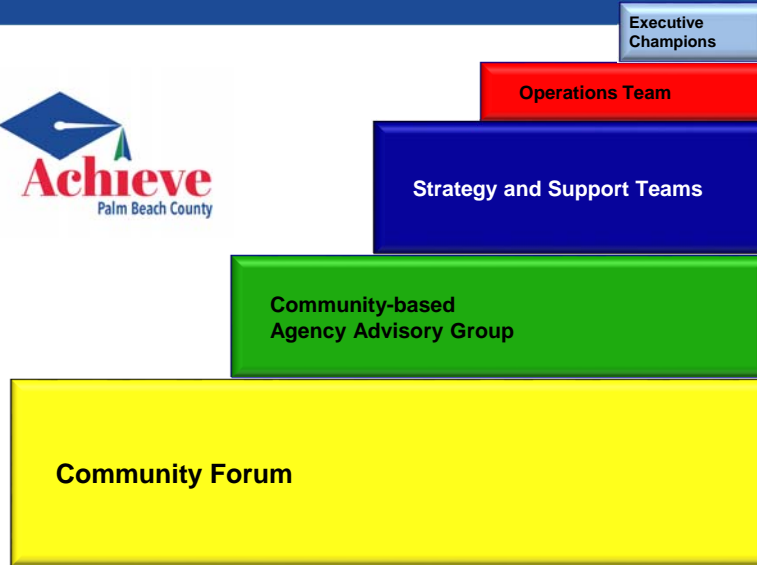 Executive
Champions
Operations Team
Achieve
Palm Beach County
Strategy and Support Teams
Community-based
Agency Advisory Group
Community Forum